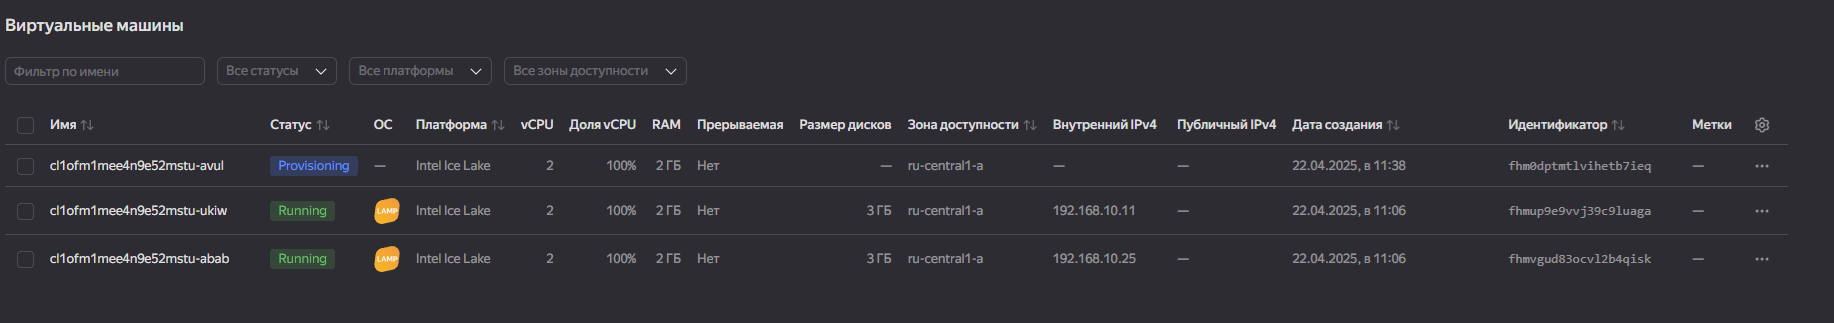 Виртуальные машины
Фильтр по имени Все статусы Все платформы Все зоны доступности
Имя Статус ОС Платформа vCPU Доля vCPU RAM Прерываемая Размер дисков Зона доступности Внутренний IPv4 Публичный IPv4 Дата создания Идентификатор Метки
cl1ofm1mee4n9e52mstu-avul Provisioning — Intel Ice Lake 2 100% 2 ГБ Нет — ru-central1-a — — 22.04.2025, в 11:38 fhm0dptmtlvihetb7ieq — ...
cl1ofm1mee4n9e52mstu-ukiw Running LAMP Intel Ice Lake 2 100% 2 ГБ Нет 3 ГБ ru-central1-a 192.168.10.11 — 22.04.2025, в 11:06 fhmup9e9vvj39c9luaga — ...
cl1ofm1mee4n9e52mstu-abab Running LAMP Intel Ice Lake 2 100% 2 ГБ Нет 3 ГБ ru-central1-a 192.168.10.25 — 22.04.2025, в 11:06 fhmvgud83ocvl2b4qisk — ...